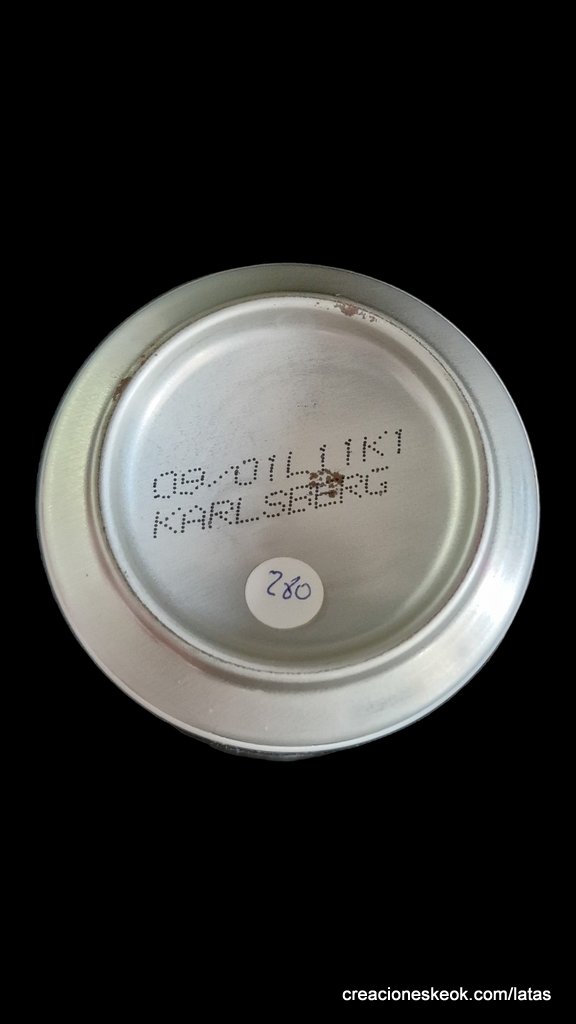 09/01L11K1
KARLSBERG
280
creacioneskeok.com/latas